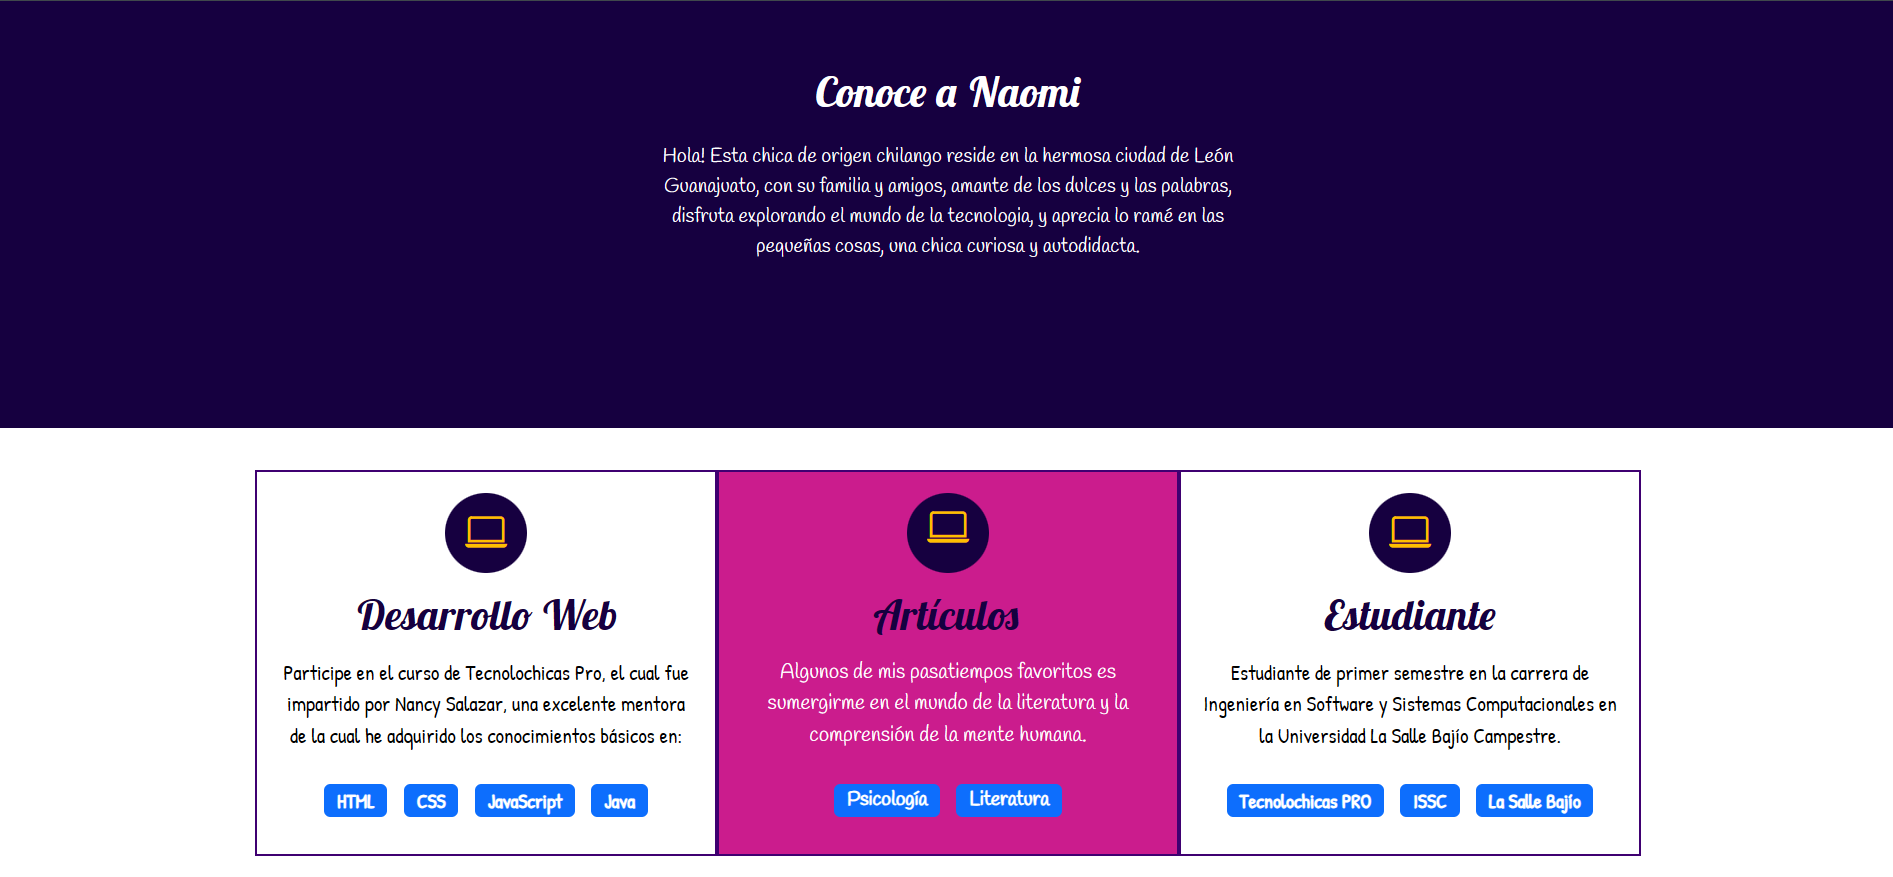 Conoce a Naomi
Hola! Esta chica de origen chilango reside en la hermosa ciudad de León
Guanajuato, con su familia y amigos, amante de los dulces y las palabras,
disfruta explorando el mundo de la tecnologia, y aprecia lo ramé en las
pequeñas cosas, una chica curiosa y autodidacta.
Desarrollo Web
Participe en el curso de Tecnolochicas Pro, el cual fue
impartido por Nancy Salazar, una excelente mentora
de la cual he adquirido los conocimientos básicos en:
HTML CSS JavaScript Java
Artículos
Algunos de mis pasatiempos favoritos es
sumergirme en el mundo de la literatura y la
comprensión de la mente humana.
Psicología Literatura
Estudiante
Estudiante de primer semestre en la carrera de
Ingeniería en Software y Sistemas Computacionales en
la Universidad La Salle Bajío Campestre.
Tecnolochicas PRO ISSC La Salle Bajío